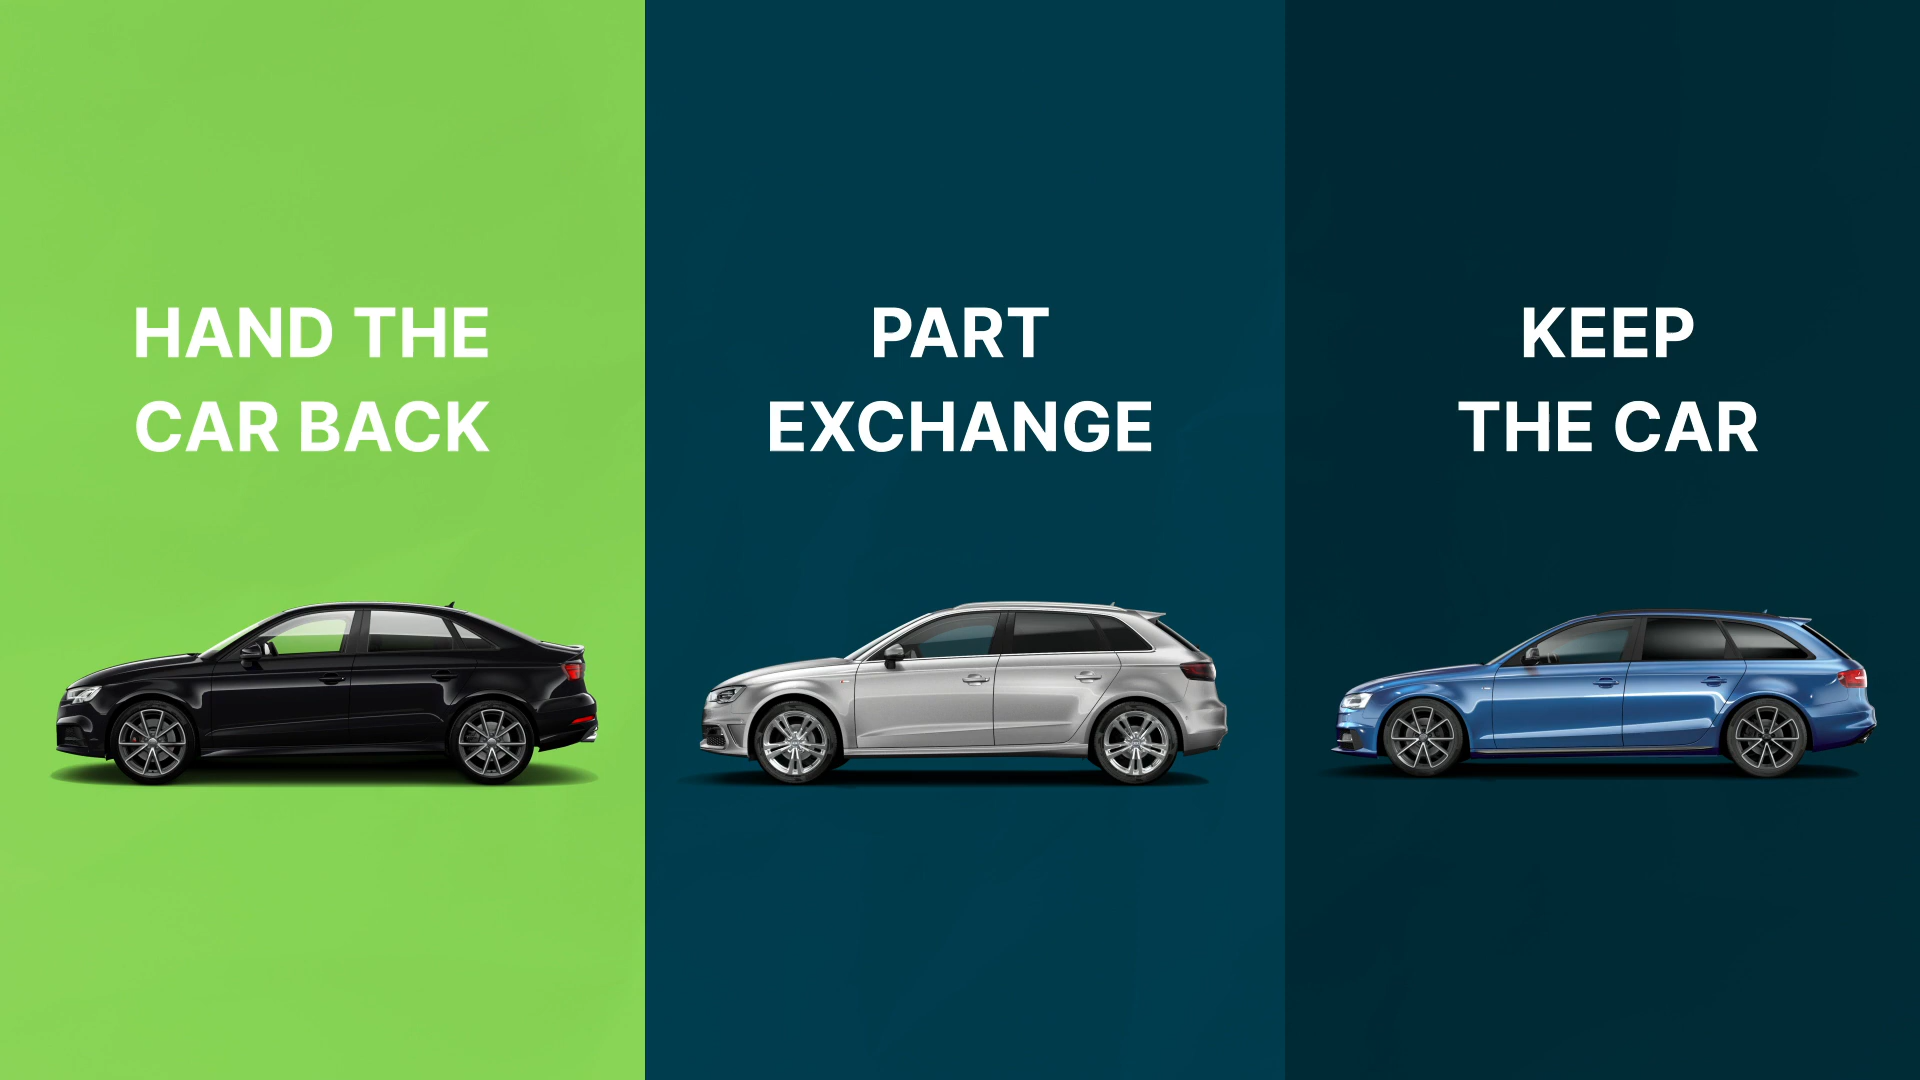 HAND THE
CAR BACK
PART
EXCHANGE
KEEP
THE CAR